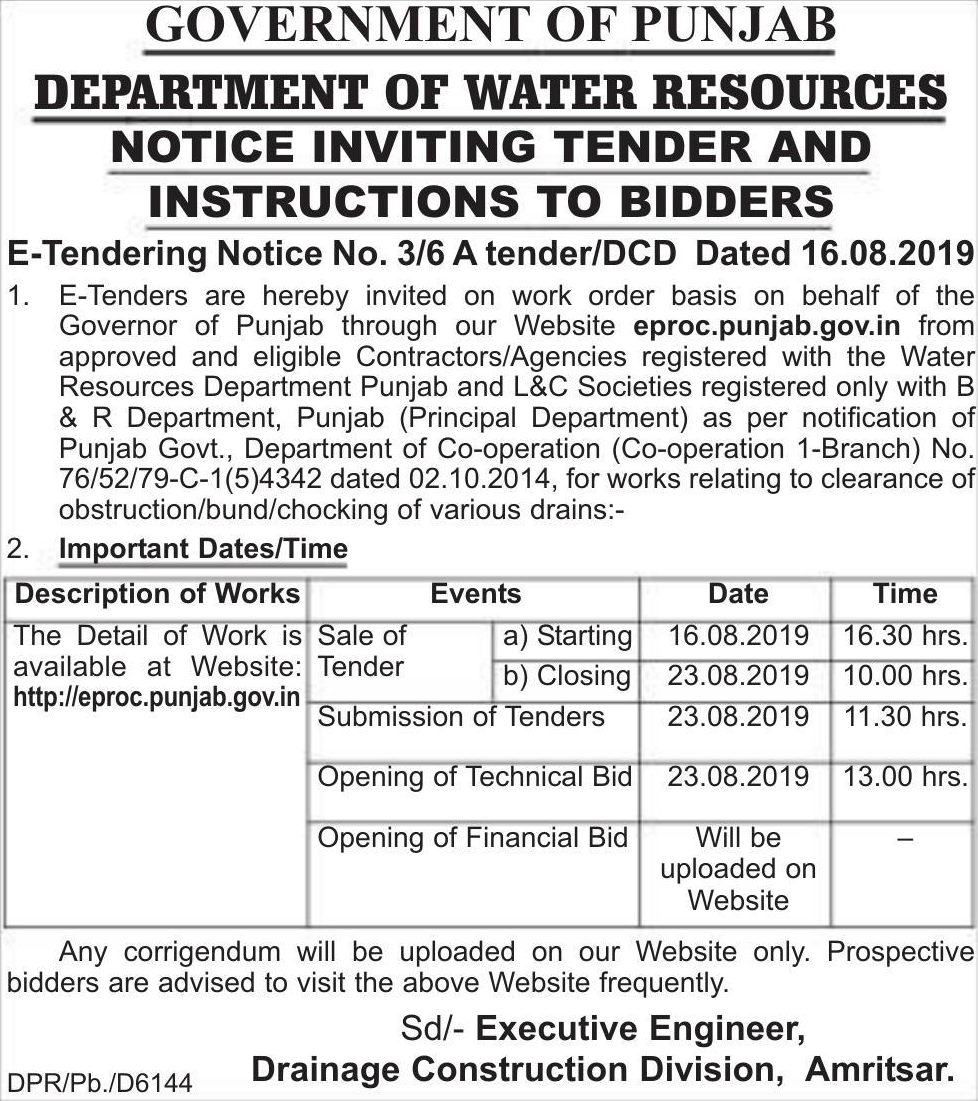 GOVERNMENT OF PUNJAB
DEPARTMENT OF WATER RESOURCES
NOTICE INVITING TENDER AND
INSTRUCTIONS TO BIDDERS
E-Tendering Notice No. 3/6 A tender/DCD Dated 16.08.2019
1. E-Tenders are hereby invited on work order basis on behalf of the
Governor of Punjab through our Website eproc.punjab.gov.in from
approved and eligible Contractors/Agencies registered with the Water
Resources Department Punjab and L&C Societies registered only with B
& R Department, Punjab (Principal Department) as per notification of
Punjab Govt., Department of Co-operation (Co-operation 1-Branch) No.
76/52/79-C-1(5)4342 dated 02.10.2014, for works relating to clearance of
obstruction/bund/chocking of various drains:-
2. Important Dates/Time
Description of Works Events Date Time
The Detail of Work is
available at Website:
http://eproc.punjab.gov.in
Sale of
Tender
a) Starting 16.08.2019 16.30 hrs.
b) Closing 23.08.2019 10.00 hrs.
Submission of Tenders 23.08.2019 11.30 hrs.
Opening of Technical Bid 23.08.2019 13.00 hrs.
Opening of Financial Bid Will be –
uploaded on
Website
Any corrigendum will be uploaded on our Website only. Prospective
bidders are advised to visit the above Website frequently.
Sd/- Executive Engineer,
Drainage Construction Division, Amritsar.
DPR/Pb./D6144